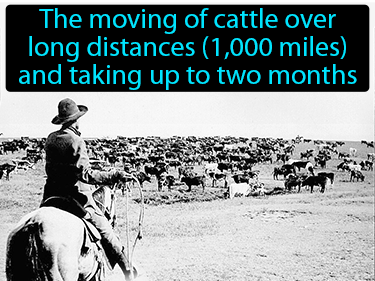 The moving of cattle over
long distances (1,000 miles)
and taking up to two months